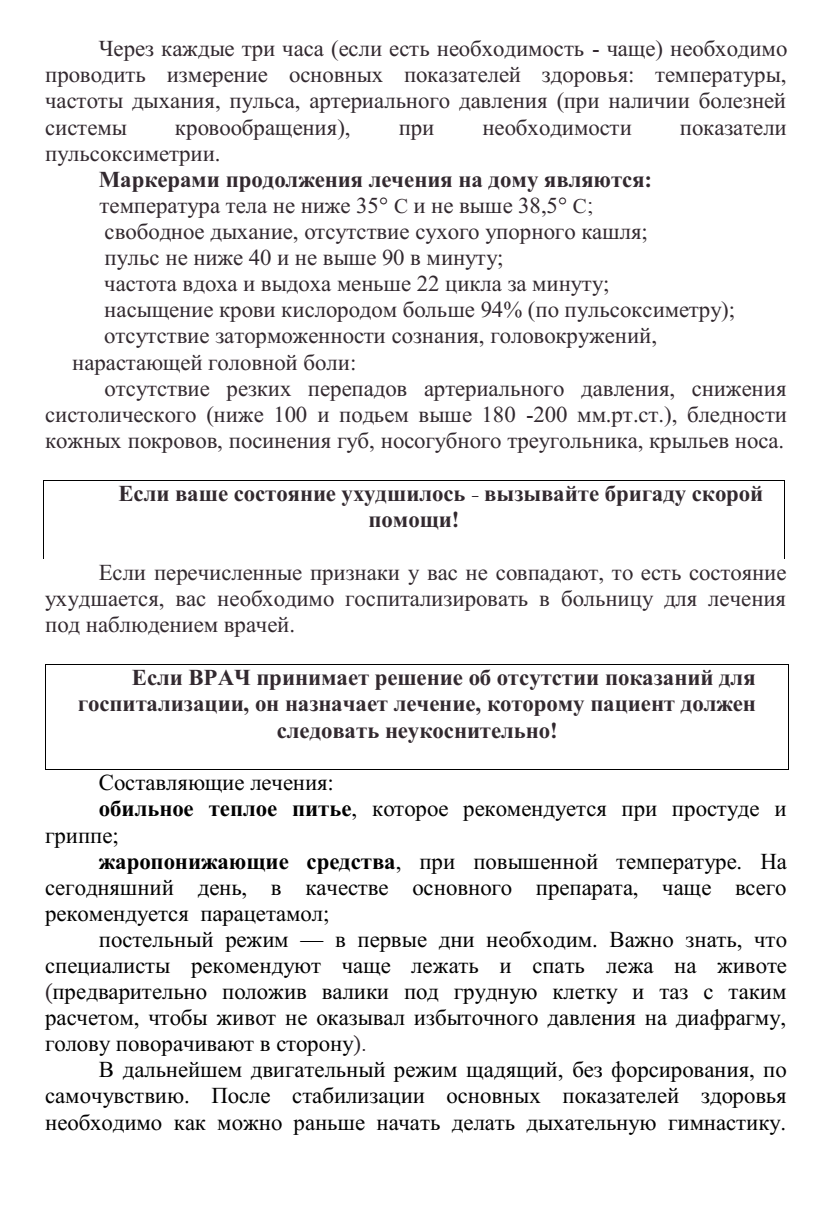 Через каждые три часа (если есть необходимость - чаще) необходимо
проводить измерение основных показателей здоровья: температуры,
частоты дыхания, пульса, артериального давления (при наличии болезней
системы кровообращения), при необходимости показатели
пульсоксиметрии.
Маркерами продолжения лечения на дому являются:
температура тела не ниже 35° С и не выше 38,5° С;
свободное дыхание, отсутствие сухого упорного кашля;
пульс не ниже 40 и не выше 90 в минуту;
частота вдоха и выдоха меньше 22 цикла за минуту;
насыщение крови кислородом больше 94% (по пульсоксиметру);
отсутствие заторможенности сознания, головокружений,
нарастающей головной боли:
отсутствие резких перепадов артериального давления, снижения
систолического (ниже 100 и подьем выше 180 -200 мм.рт.ст.), бледности
кожных покровов, посинения губ, носогубного треугольника, крыльев носа.
Если ваше состояние ухудшилось - вызывайте бригаду скорой
помощи!
Если перечисленные признаки у вас не совпадают, то есть состояние
ухудшается, вас необходимо госпитализировать в больницу для лечения
под наблюдением врачей.
Если ВРАЧ принимает решение об отсутстии показаний для
госпитализации, он назначает лечение, которому пациент должен
следовать неукоснительно!
Составляющие лечения:
обильное теплое питье, которое рекомендуется при простуде и
гриппе;
жаропонижающие средства, при повышенной температуре. На
сегодняшний день, в качестве основного препарата, чаще всего
рекомендуется парацетамол;
постельный режим — в первые дни необходим. Важно знать, что
специалисты рекомендуют чаще лежать и спать лежа на животе
(предварительно положив валики под грудную клетку и таз с таким
расчетом, чтобы живот не оказывал избыточного давления на диафрагму,
голову поворачивают в сторону).
В дальнейшем двигательный режим щадящий, без форсирования, по
самочувствию. После стабилизации основных показателей здоровья
необходимо как можно раньше начать делать дыхательную гимнастику.